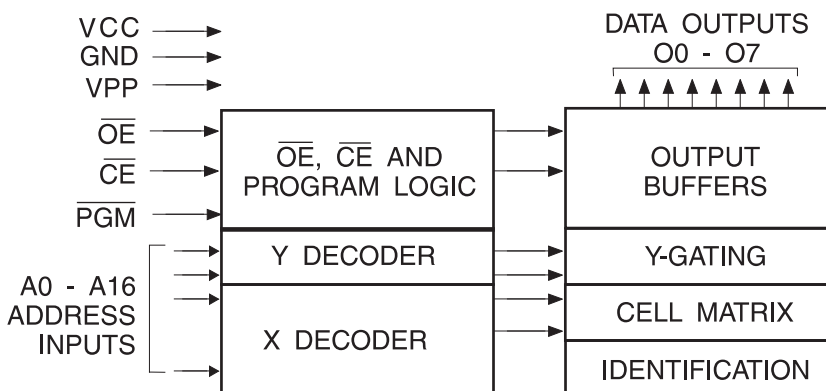 VCC
GND
VPP
OE
CE
PGM
A0 - A16
ADDRESS
INPUTS
OE, CE AND
PROGRAM LOGIC
Y DECODER
X DECODER
DATA OUTPUTS
O0 - O7
OUTPUT
BUFFERS
Y-GATING
CELL MATRIX
IDENTIFICATION